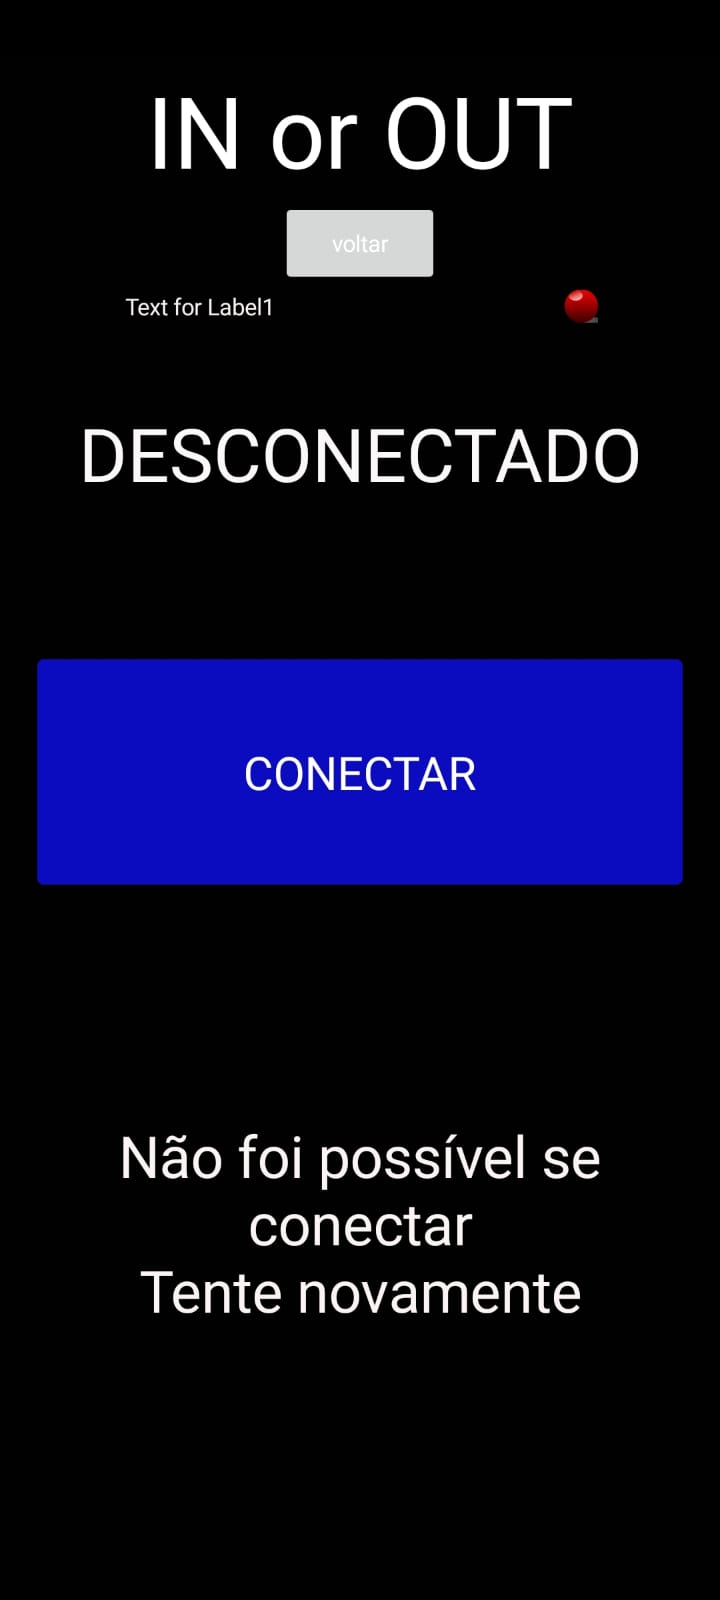 IN or OUT
voltar
Text for Label1
DESCONECTADO
CONECTAR
Não foi possível se
conectar
Tente novamente